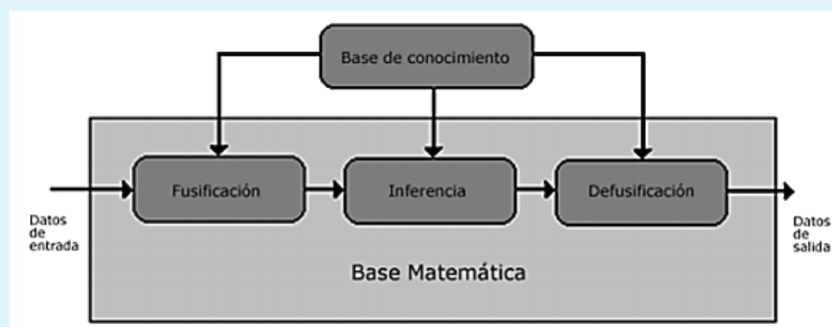 Base de conocimiento
Fusificación
Inferencia
Defusificación
Datos
de
entrada
Datos
de
salida
Base Matemática